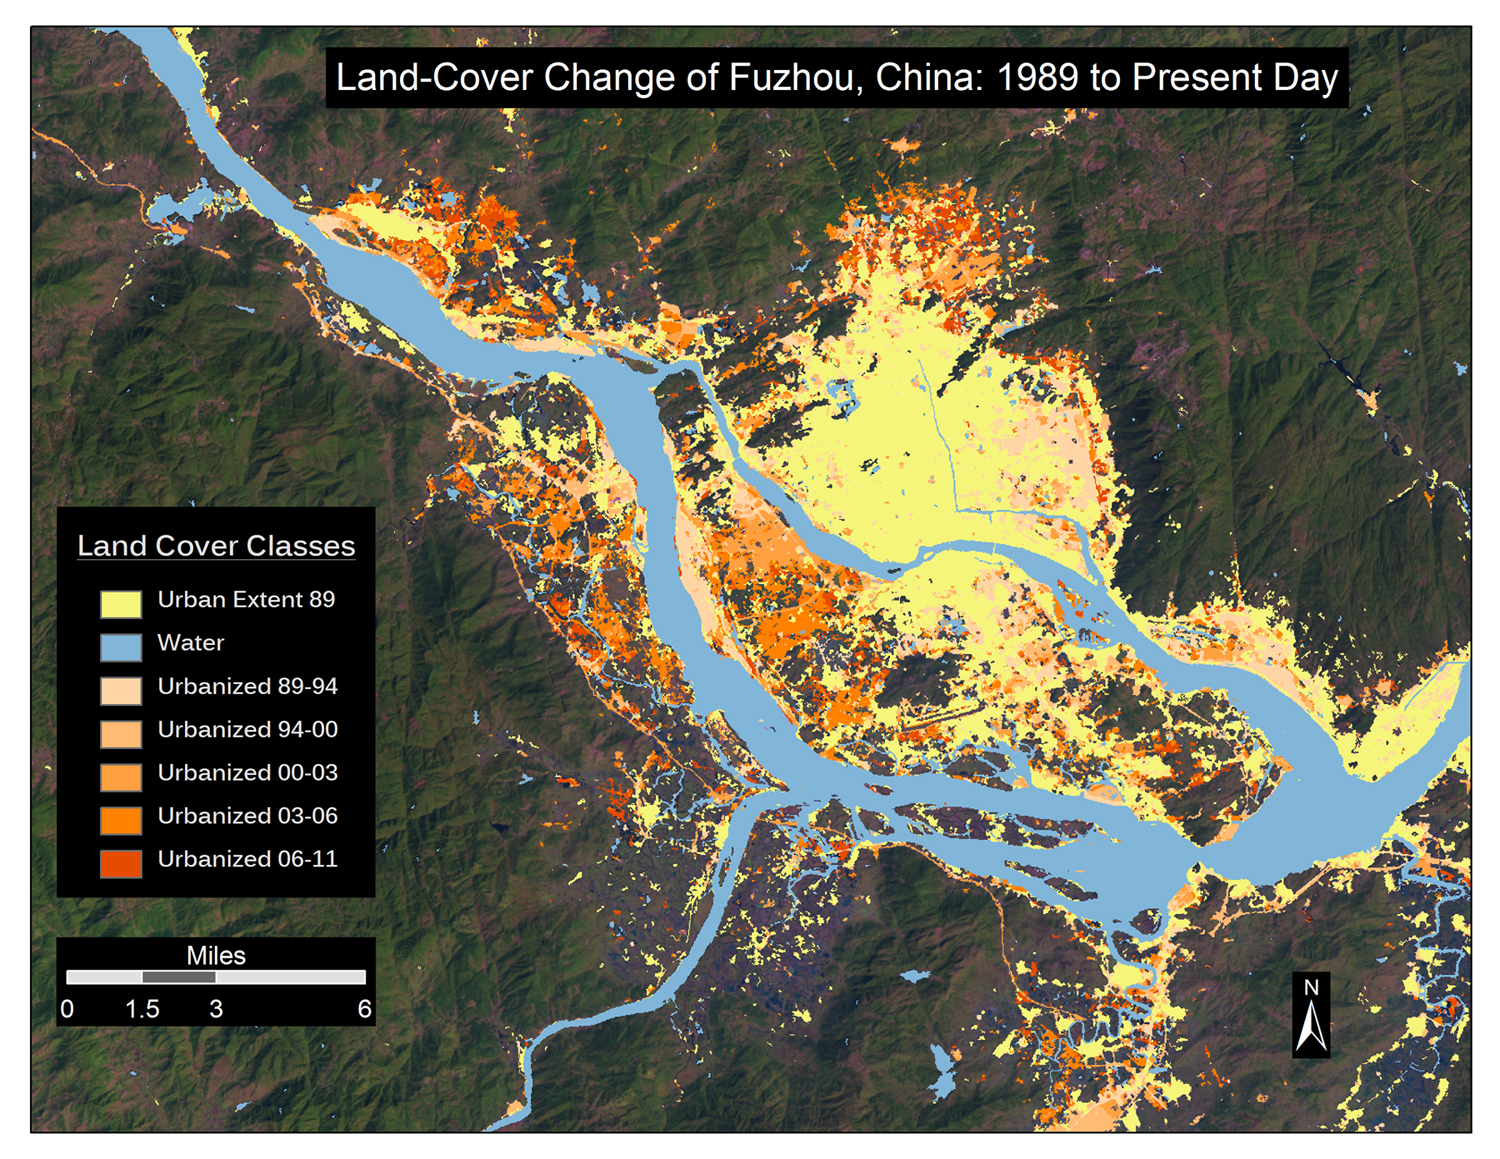 Land-Cover Change of Fuzhou, China: 1989 to Present Day
Land Cover Classes
Urban Extent 89
Water
Urbanized 89-94
Urbanized 94-00
Urbanized 00-03
Urbanized 03-06
Urbanized 06-11
Miles
0 1.5 3 6
N